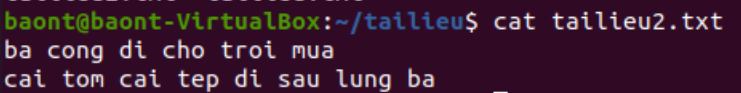 baont@baont-VirtualBox:~/tailieu$ cat tailieu2.txt
ba cong di cho troi mua
cai tom cai tep di sau lung ba